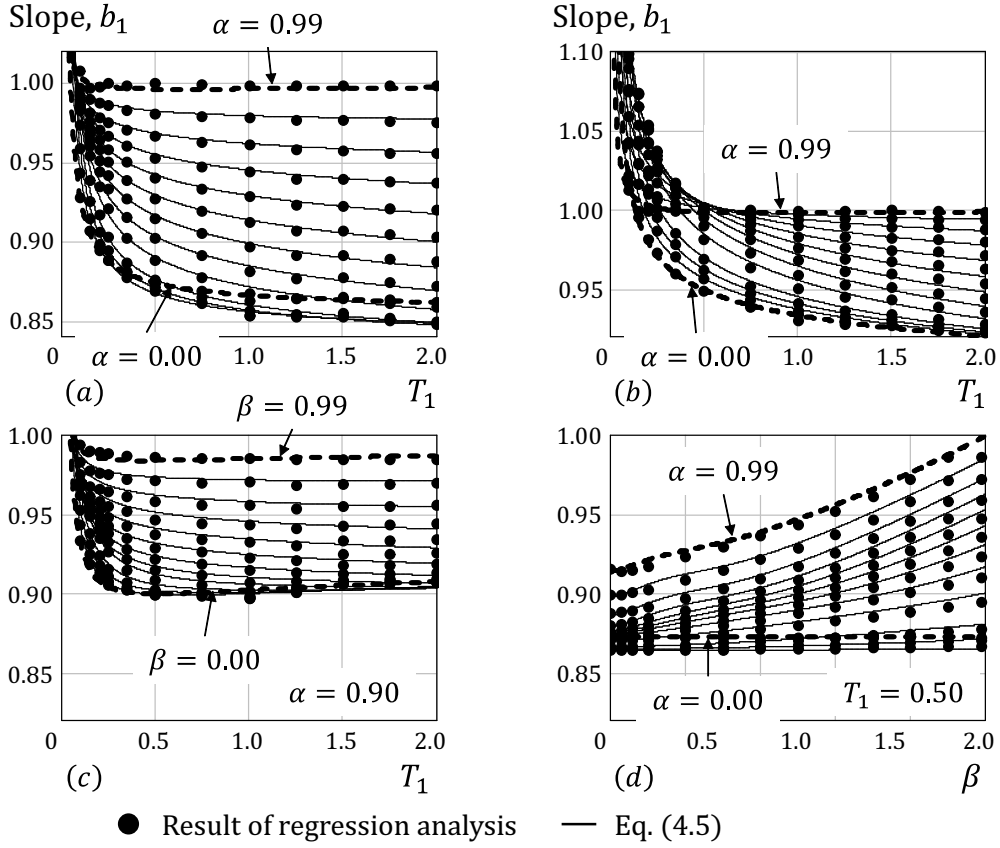 Slope, b₁
α = 0.99
1.00
0.95
0.90
0.85
α = 0.00
0 0.5 1.0 1.5 2.0
(a) T₁
Slope, b₁
1.10
1.05
α = 0.99
1.00
0.95
α = 0.00
0 1.0 1.5 2.0
(b) T₁
β = 0.99
1.00
0.95
0.90
β = 0.00
0.85
α = 0.90
0 0.5 1.0 1.5 2.0
(c) T₁
1.00
α = 0.99
0.95
0.90
0.85
α = 0.00 T₁ = 0.50
0 0.5 1.0 1.5 2.0
(d) β
Result of regression analysis — Eq. (4.5)